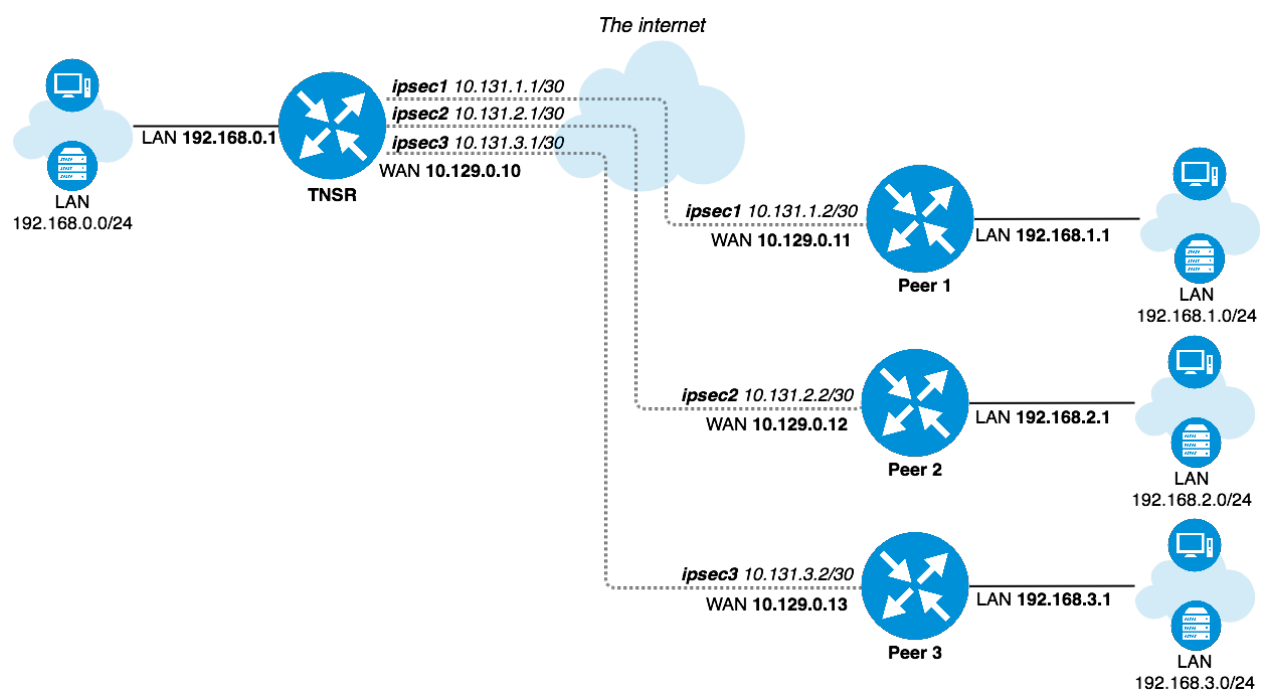 The internet
ipsec1 10.131.1.1/30
ipsec2 10.131.2.1/30
ipsec3 10.131.3.1/30
LAN 192.168.0.1
WAN 10.129.0.10
TNSR
LAN
192.168.0.0/24
ipsec1 10.131.1.2/30
WAN 10.129.0.11
LAN 192.168.1.1
Peer 1
LAN
192.168.1.0/24
ipsec2 10.131.2.2/30
WAN 10.129.0.12
LAN 192.168.2.1
Peer 2
LAN
192.168.2.0/24
ipsec3 10.131.3.2/30
WAN 10.129.0.13
LAN 192.168.3.1
Peer 3
LAN
192.168.3.0/24